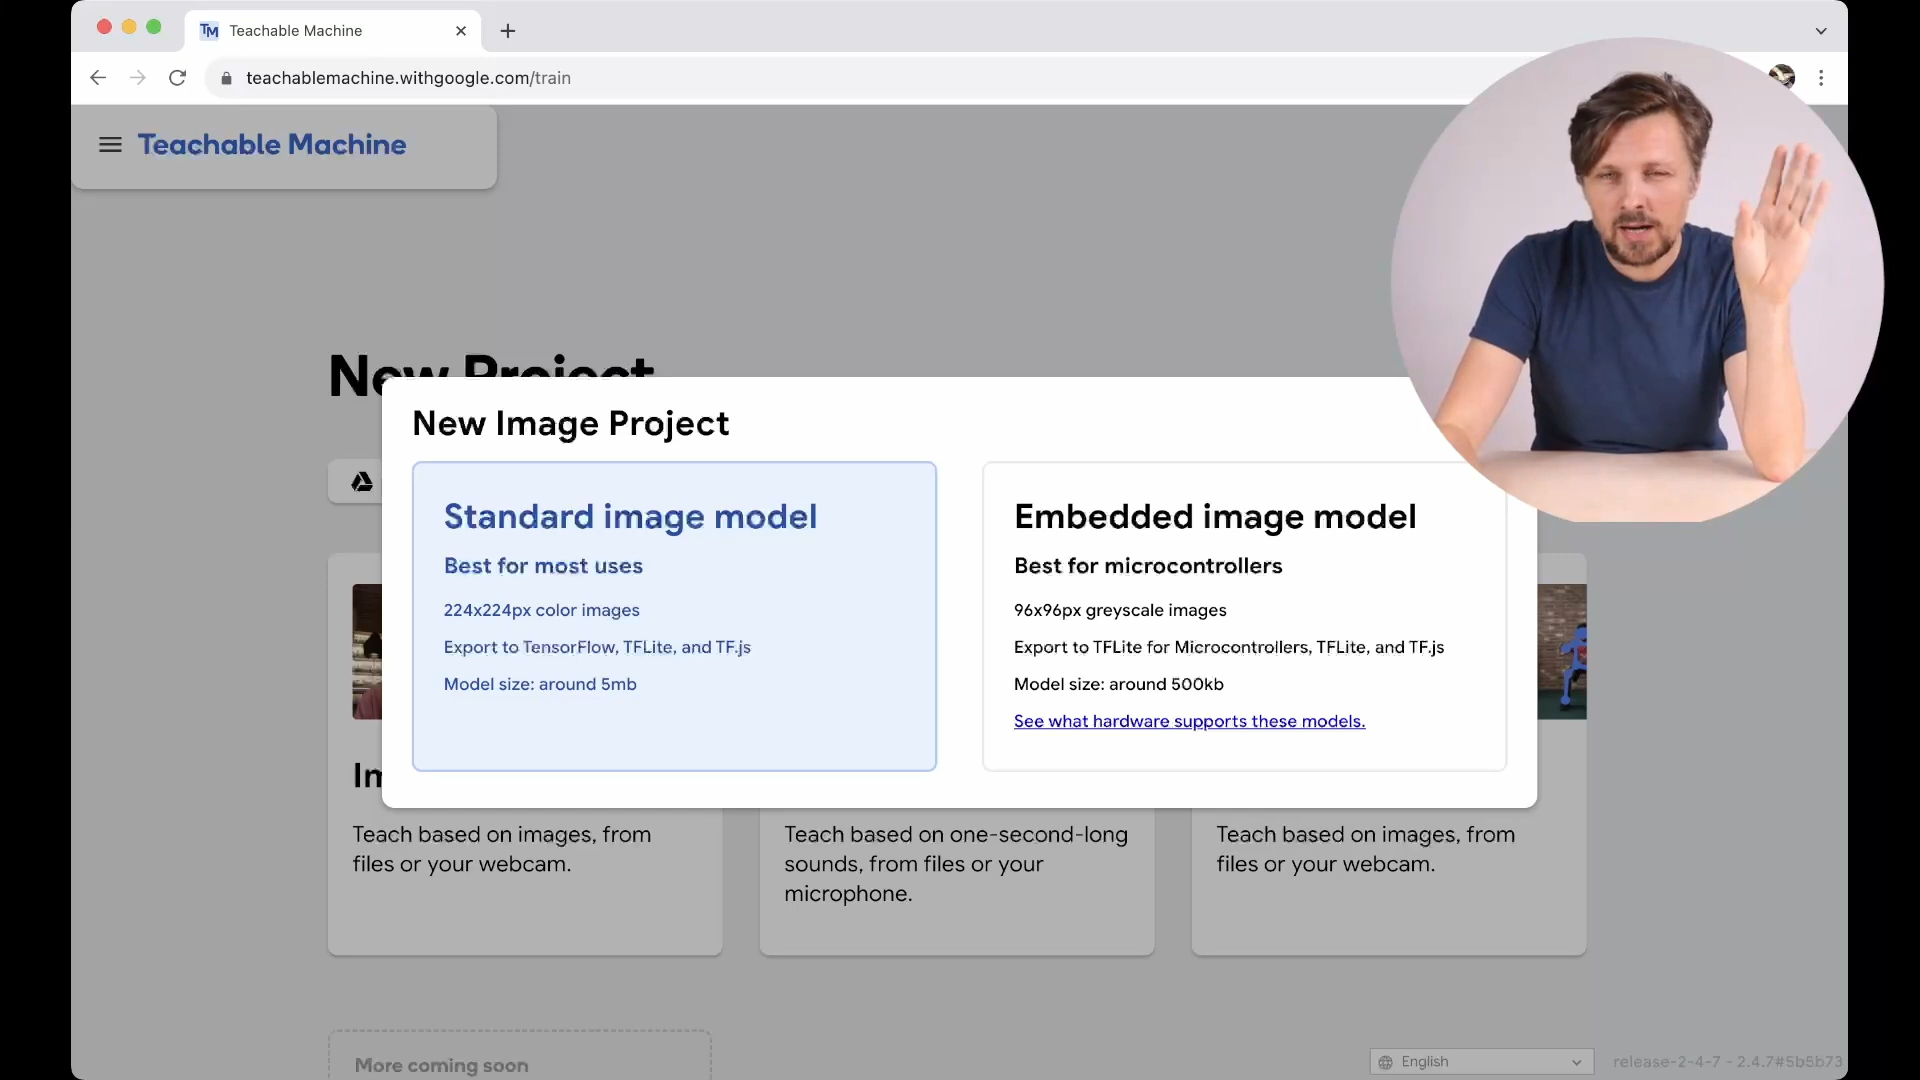 TM Teachable Machine
teachablemachine.withgoogle.com/train
Teachable Machine
New Project
New Image Project
Standard image model
Best for most uses
224x224px color images
Export to TensorFlow, TFLite, and TF.js
Model size: around 5mb
Embedded image model
Best for microcontrollers
96x96px greyscale images
Export to TFLite for Microcontrollers, TFLite, and TF.js
Model size: around 500kb
See what hardware supports these models.
Teach based on images, from
files or your webcam.
Teach based on one-second-long
sounds, from files or your
microphone.
Teach based on images, from
files or your webcam.
More coming soon
English
release-2-4-7 - 2.4.7#5b5b73